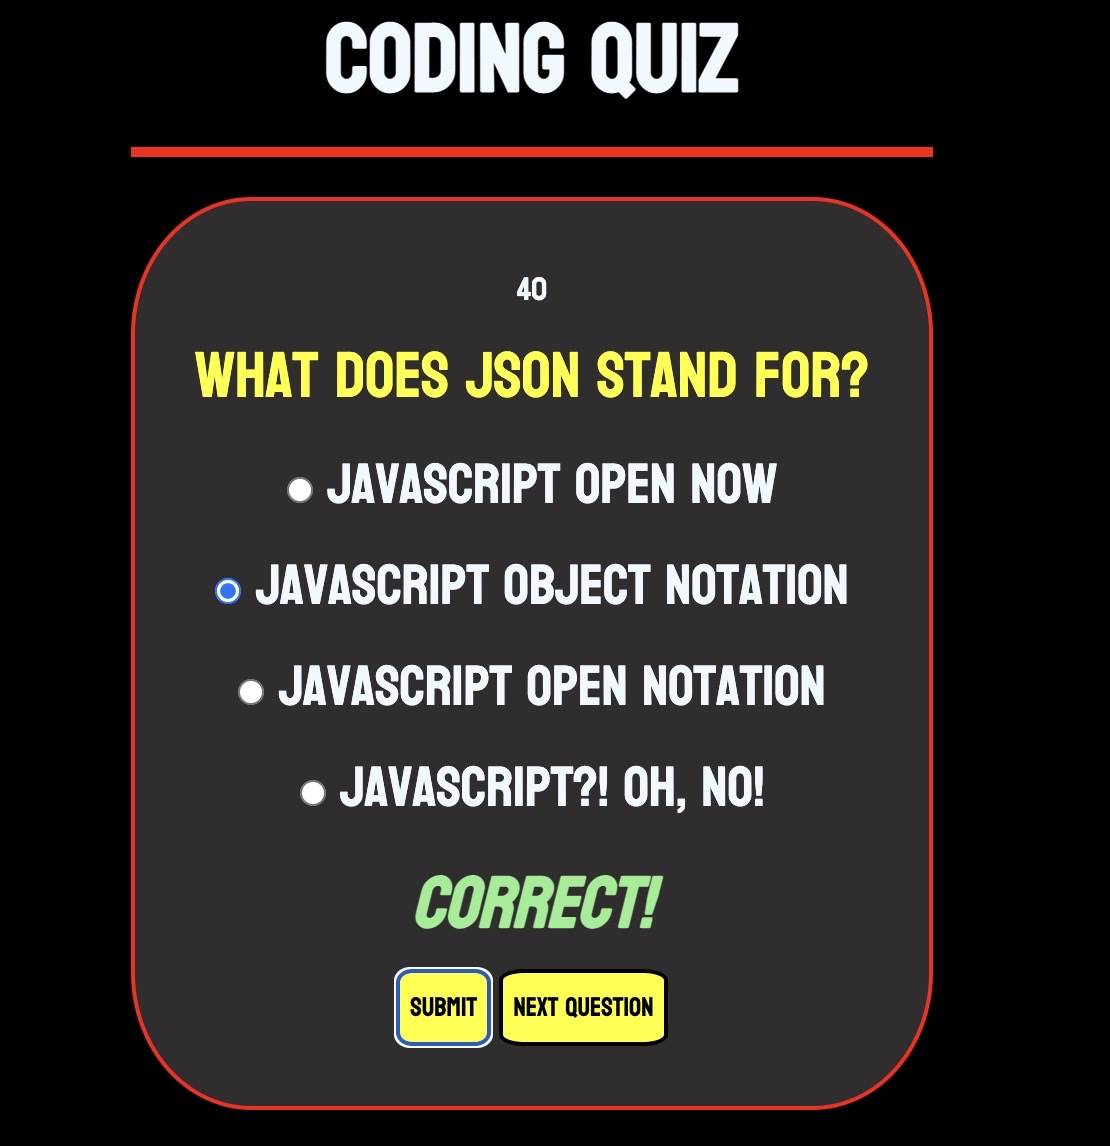 CODING QUIZ
40
WHAT DOES JSON STAND FOR?
JAVASCRIPT OPEN NOW
JAVASCRIPT OBJECT NOTATION
JAVASCRIPT OPEN NOTATION
JAVASCRIPT?! OH, NO!
CORRECT!
SUBMIT NEXT QUESTION